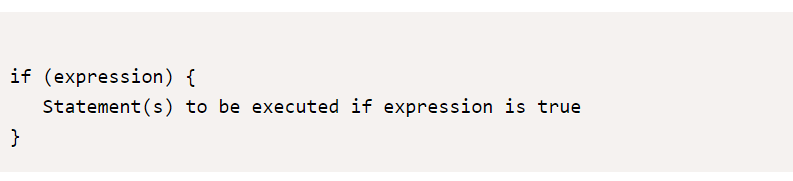 if (expression) {
   Statement(s) to be executed if expression is true
}